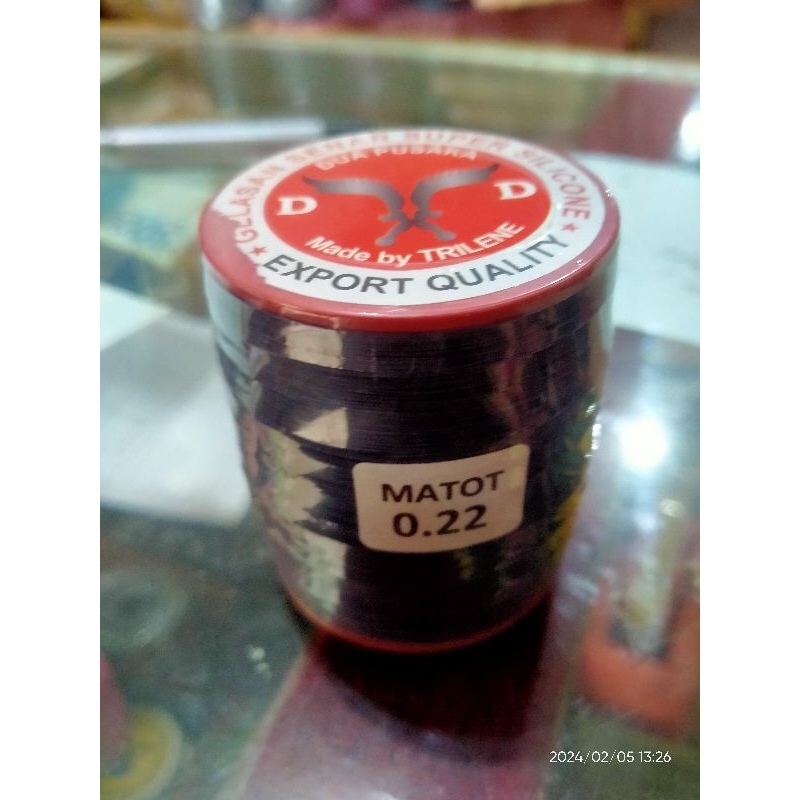 GELASAN SENAR SUPER SILICONE
DUA PUSAKA
D D
Made by TRILENE
★ EXPORT QUALITY ★
MATOT
0.22
2024/02/05 13:26